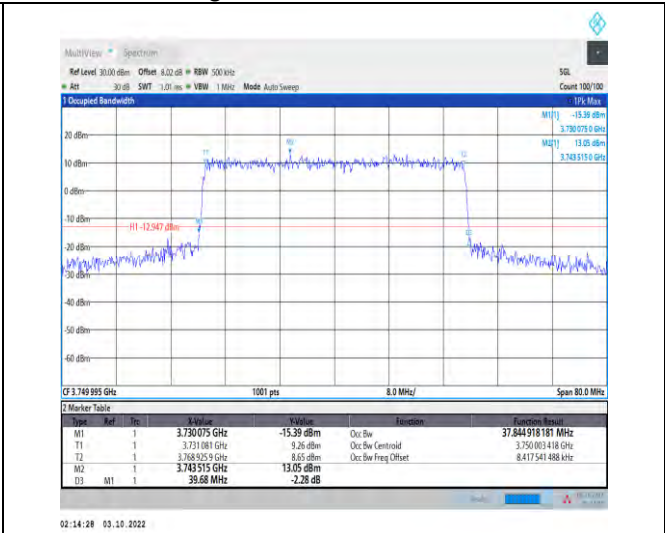 MultiView Spectrum
Ref Level 30.00 dBm Offset 8.02 dB RBW 500 kHz SGL
Att 30 dB SWT 1.01 ms VBW 1 MHz Mode Auto Sweep Count 100/100
1 Occupied Bandwidth 1Pk Max
M1[1] -15.39 dBm
3.730 075 0 GHz
M2[1] 13.05 dBm
3.743 515 0 GHz
20 dBm
10 dBm
0 dBm
-10 dBm
H1 -12.947 dBm
-20 dBm
-30 dBm
-40 dBm
-50 dBm
-60 dBm
T1
M2
T2
M1
D3
CF 3.749 995 GHz 1001 pts 8.0 MHz/ Span 80.0 MHz
2 Marker Table
Type Ref Trc X-Value Y-Value Function Function Result
M1 1 3.730 075 GHz -15.39 dBm Occ Bw 37.844 918 181 MHz
T1 1 3.731 081 GHz 9.26 dBm Occ Bw Centroid 3.750 003 418 GHz
T2 1 3.768 925 9 GHz 8.65 dBm Occ Bw Freq Offset 8.417 541 488 kHz
M2 1 3.743 515 GHz 13.05 dBm
D3 M1 1 39.68 MHz -2.28 dB
02:14:28 03.10.2022